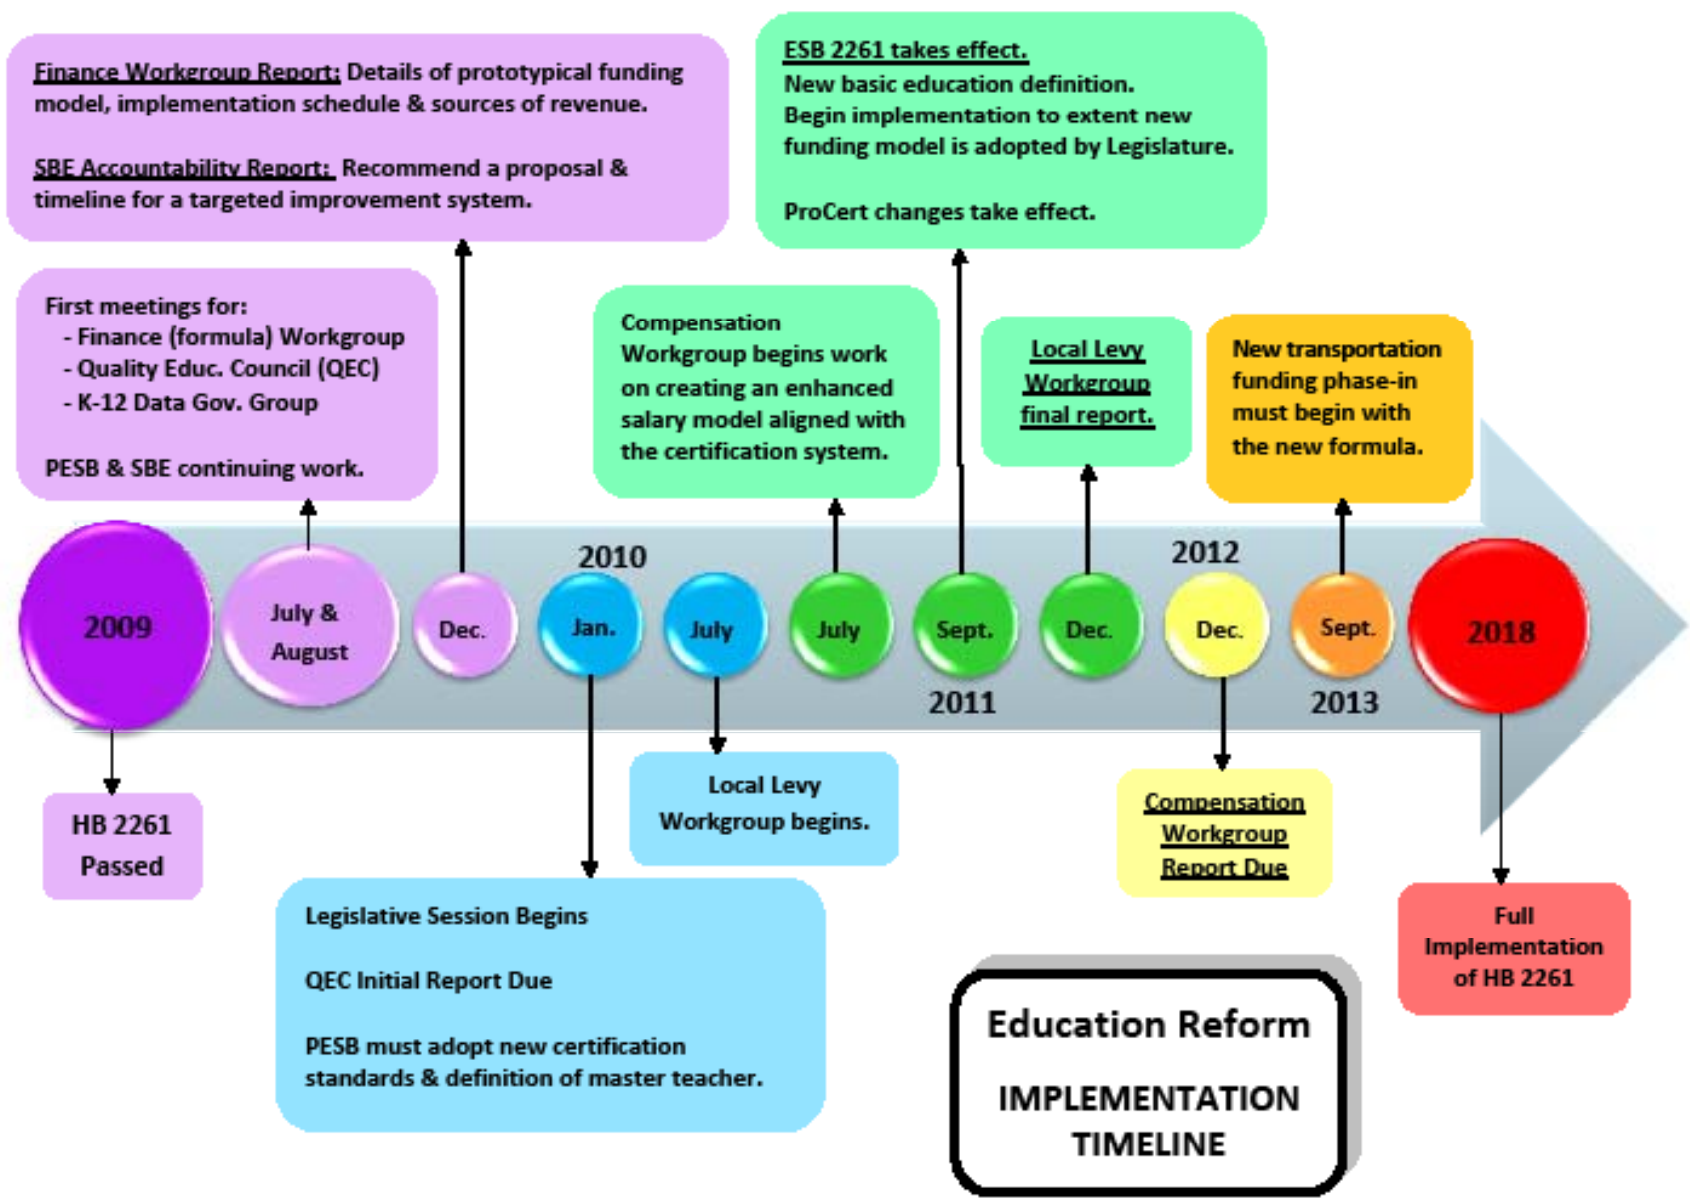 Finance Workgroup Report: Details of prototypical funding
model, implementation schedule & sources of revenue.
SBE Accountability Report: Recommend a proposal &
timeline for a targeted improvement system.
ESB 2261 takes effect.
New basic education definition.
Begin implementation to extent new
funding model is adopted by Legislature.
ProCert changes take effect.
First meetings for:
- Finance (formula) Workgroup
- Quality Educ. Council (QEC)
- K-12 Data Gov. Group
PESB & SBE continuing work.
Compensation
Workgroup begins work
on creating an enhanced
salary model aligned with
the certification system.
Local Levy
Workgroup
final report.
New transportation
funding phase-in
must begin with
the new formula.
2010
2012
2009
July &
August
Dec.
Jan.
July
July
Sept.
Dec.
Dec.
Sept.
2018
2011
2013
HB 2261
Passed
Local Levy
Workgroup begins.
Compensation
Workgroup
Report Due
Legislative Session Begins
QEC Initial Report Due
PESB must adopt new certification
standards & definition of master teacher.
Full
Implementation
of HB 2261
Education Reform
IMPLEMENTATION
TIMELINE